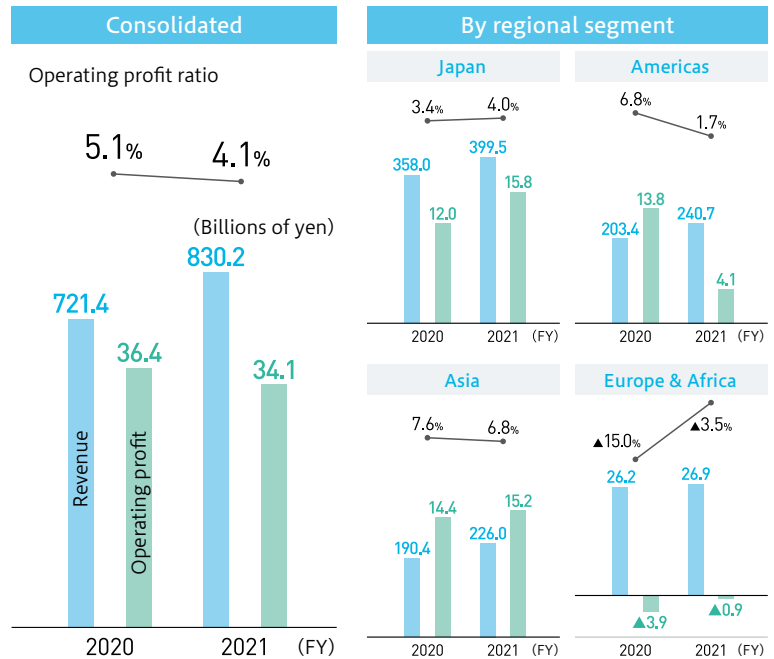 Consolidated
Operating profit ratio
5.1%
4.1%
(Billions of yen)
721.4
36.4
830.2
34.1
Revenue
Operating profit
2020
2021
(FY)
By regional segment
Japan
3.4%
4.0%
358.0
12.0
399.5
15.8
2020
2021
(FY)
Americas
6.8%
1.7%
203.4
13.8
240.7
4.1
2020
2021
(FY)
Asia
7.6%
6.8%
190.4
14.4
226.0
15.2
2020
2021
(FY)
Europe & Africa
▲15.0%
▲3.5%
26.2
26.9
▲3.9
▲0.9
2020
2021
(FY)